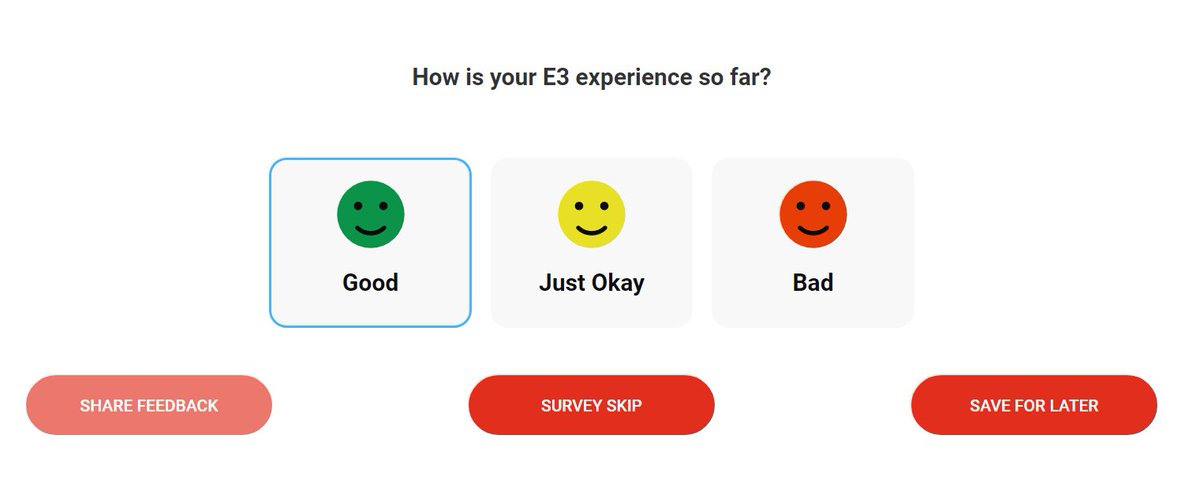 How is your E3 experience so far?
Good
Just Okay
Bad
SHARE FEEDBACK
SURVEY SKIP
SAVE FOR LATER